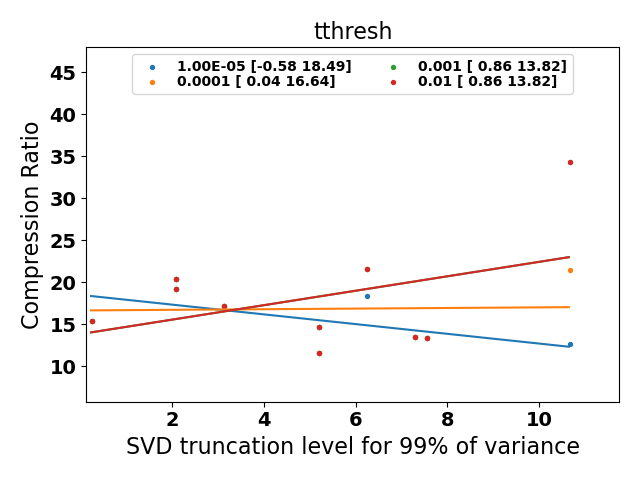 tthresh
1.00E-05 [-0.58 18.49]
0.0001 [ 0.04 16.64]
0.001 [ 0.86 13.82]
0.01 [ 0.86 13.82]
Compression Ratio
45
40
35
30
25
20
15
10
2 4 6 8 10
SVD truncation level for 99% of variance